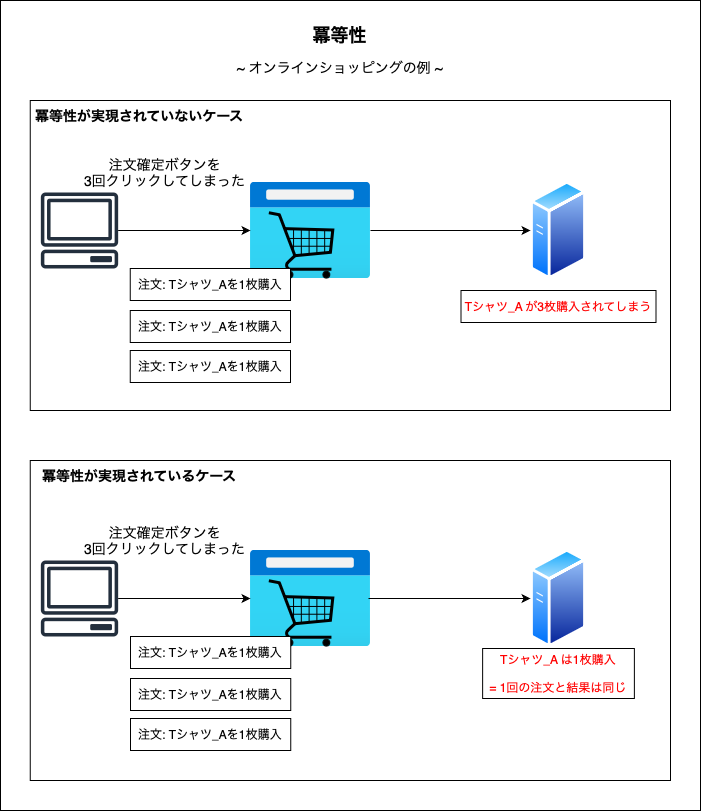 冪等性
~ オンラインショッピングの例 ~
冪等性が実現されていないケース
注文確定ボタンを
3回クリックしてしまった
注文: Tシャツ_Aを1枚購入
注文: Tシャツ_Aを1枚購入
注文: Tシャツ_Aを1枚購入
Tシャツ_A が3枚購入されてしまう
冪等性が実現されているケース
注文確定ボタンを
3回クリックしてしまった
注文: Tシャツ_Aを1枚購入
注文: Tシャツ_Aを1枚購入
注文: Tシャツ_Aを1枚購入
Tシャツ_A は1枚購入
= 1回の注文と結果は同じ